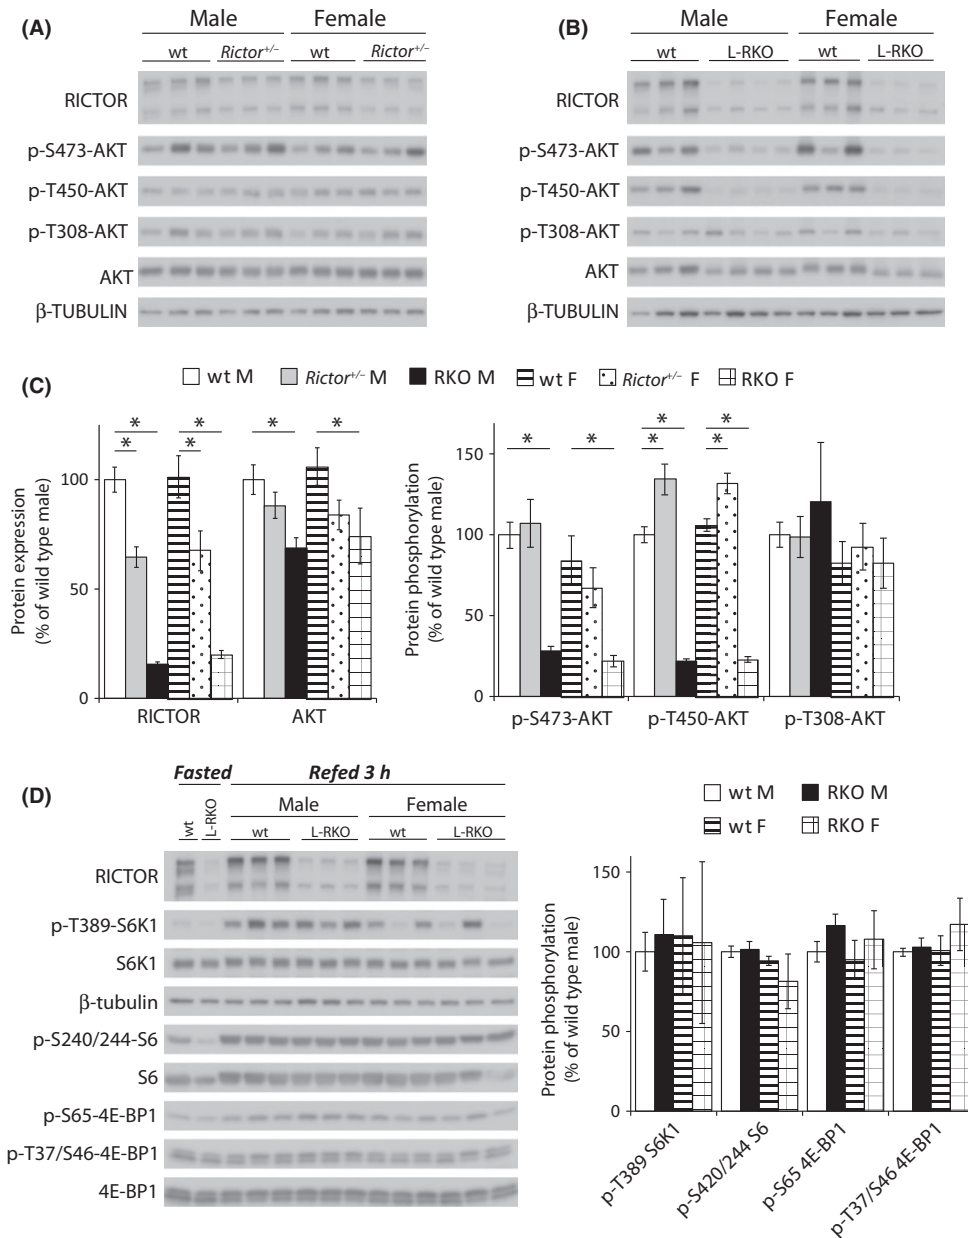 (A)
Male Female
wt Rictor+/– wt Rictor+/–
RICTOR
p-S473-AKT
p-T450-AKT
p-T308-AKT
AKT
β-TUBULIN
(B)
Male Female
wt L-RKO wt L-RKO
RICTOR
p-S473-AKT
p-T450-AKT
p-T308-AKT
AKT
β-TUBULIN
(C)
wt M Rictor+/– M RKO M wt F Rictor+/– F RKO F
Protein expression
(% of wild type male)
100
50
0
* * * * * *
RICTOR AKT
Protein phosphorylation
(% of wild type male)
150
100
50
0
* * * * * *
p-S473-AKT p-T450-AKT p-T308-AKT
(D)
Fasted Refed 3 h
Male Female
wt L-RKO wt L-RKO wt L-RKO
RICTOR
p-T389-S6K1
S6K1
β-tubulin
p-S240/244-S6
S6
p-S65-4E-BP1
p-T37/S46-4E-BP1
4E-BP1
wt M RKO M
wt F RKO F
Protein phosphorylation
(% of wild type male)
150
100
50
0
p-T389 S6K1
p-S420/244 S6
p-S65 4E-BP1
p-T37/S46 4E-BP1